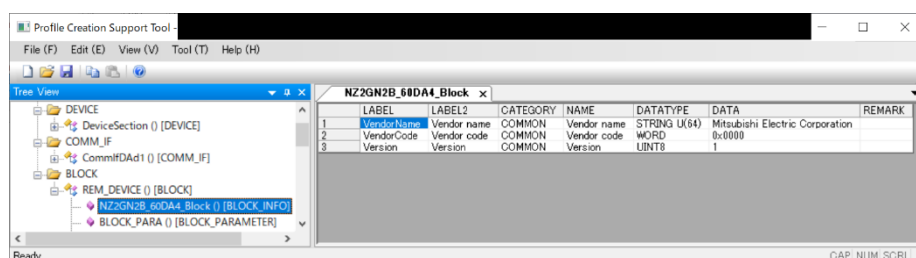 Profile Creation Support Tool -
File (F) Edit (E) View (V) Tool (T) Help (H)
Tree View
NZ2GN2B_60DA4_Block x
DEVICE
DeviceSection () [DEVICE]
COMM_IF
CommIfDAd1 () [COMM_IF]
BLOCK
REM_DEVICE () [BLOCK]
NZ2GN2B_60DA4_Block () [BLOCK_INFO]
BLOCK_PARA () [BLOCK_PARAMETER]
LABEL LABEL2 CATEGORY NAME DATATYPE DATA REMARK
1 VendorName Vendor name COMMON Vendor name STRING U(64) Mitsubishi Electric Corporation
2 VendorCode Vendor code COMMON Vendor code WORD 0x0000
3 Version Version COMMON Version UINT8 1
Ready CAP NUM SCRL